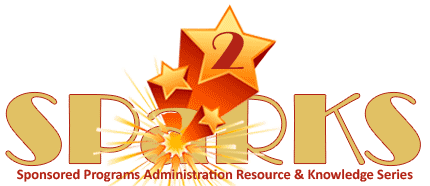 2
SPaRKS
Sponsored Programs Administration Resource & Knowledge Series